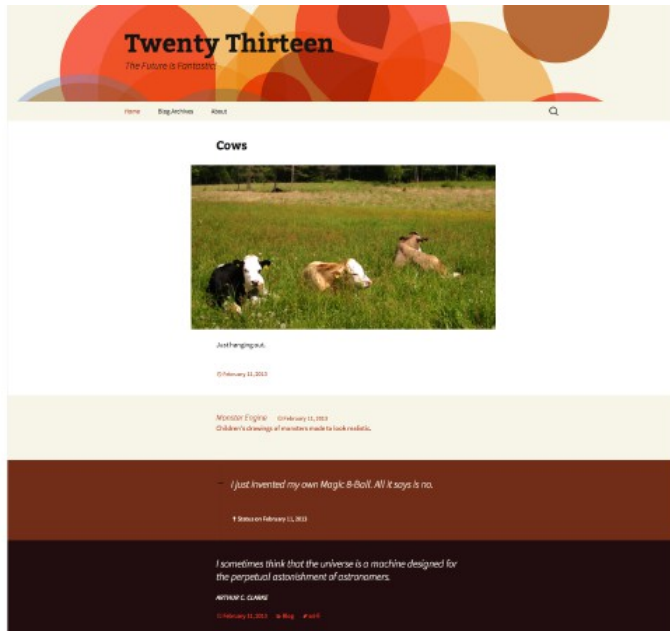 Twenty Thirteen
The Future is Fantastic
Home Blog Archives About
Cows
Just hanging out.
February 11, 2013
Monster Engine February 11, 2013
Children's drawings of monsters made to look realistic.
I just invented my own Magic 8-Ball. All it says is no.
Status on February 11, 2013
I sometimes think that the universe is a machine designed for
the perpetual astonishment of astronomers.
ARTHUR C. CLARKE
February 11, 2013 Blog sci-fi